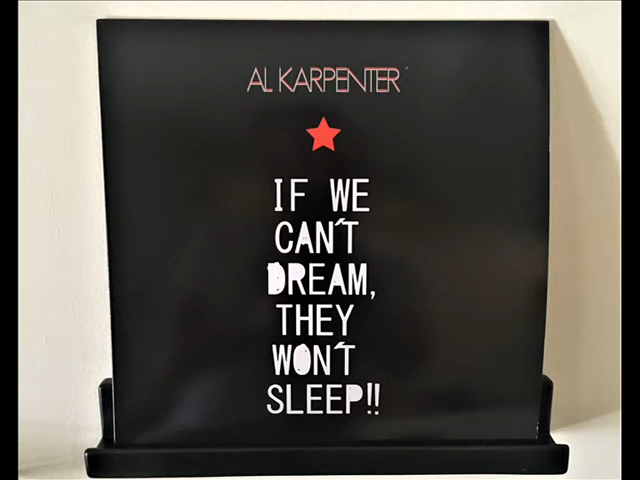 AL KARPENTER´
IF WE
CAN´T
DREAM,
THEY
WON´T
SLEEP!!